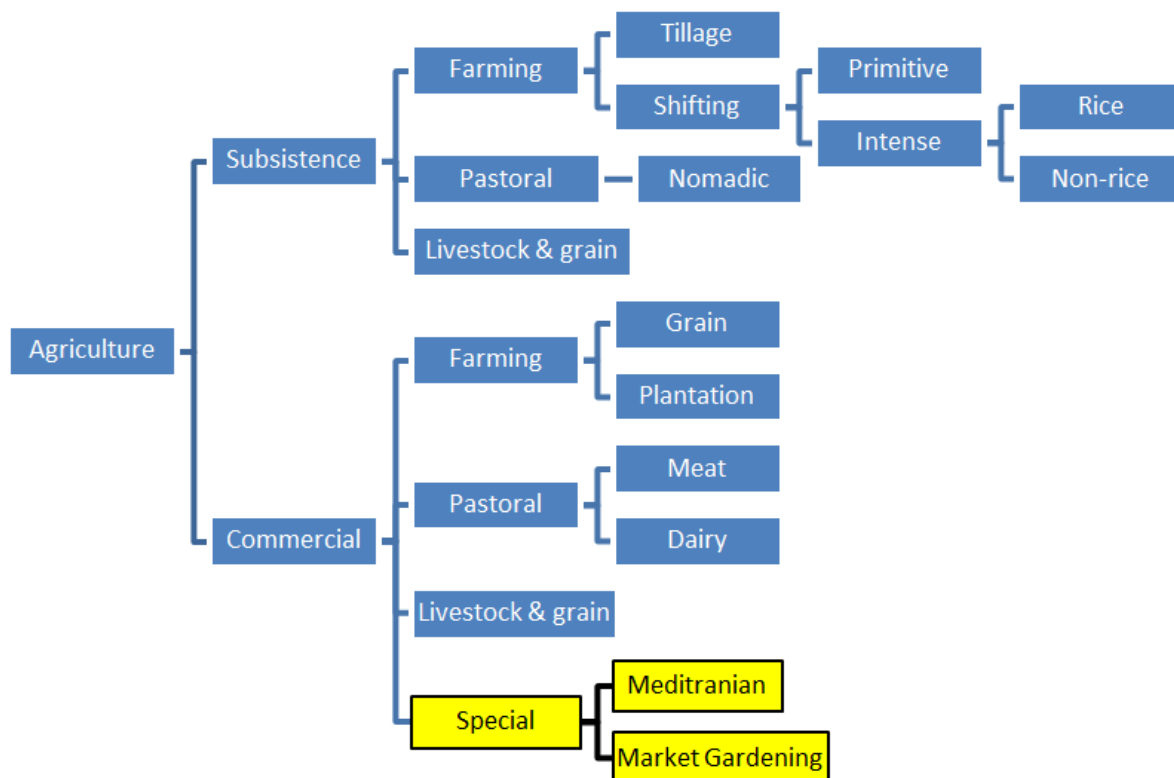 Tillage
Farming
Primitive
Shifting
Rice
Intense
Subsistence
Pastoral
Nomadic
Non-rice
Livestock & grain
Grain
Agriculture
Farming
Plantation
Meat
Pastoral
Commercial
Dairy
Livestock & grain
Meditranian
Special
Market Gardening